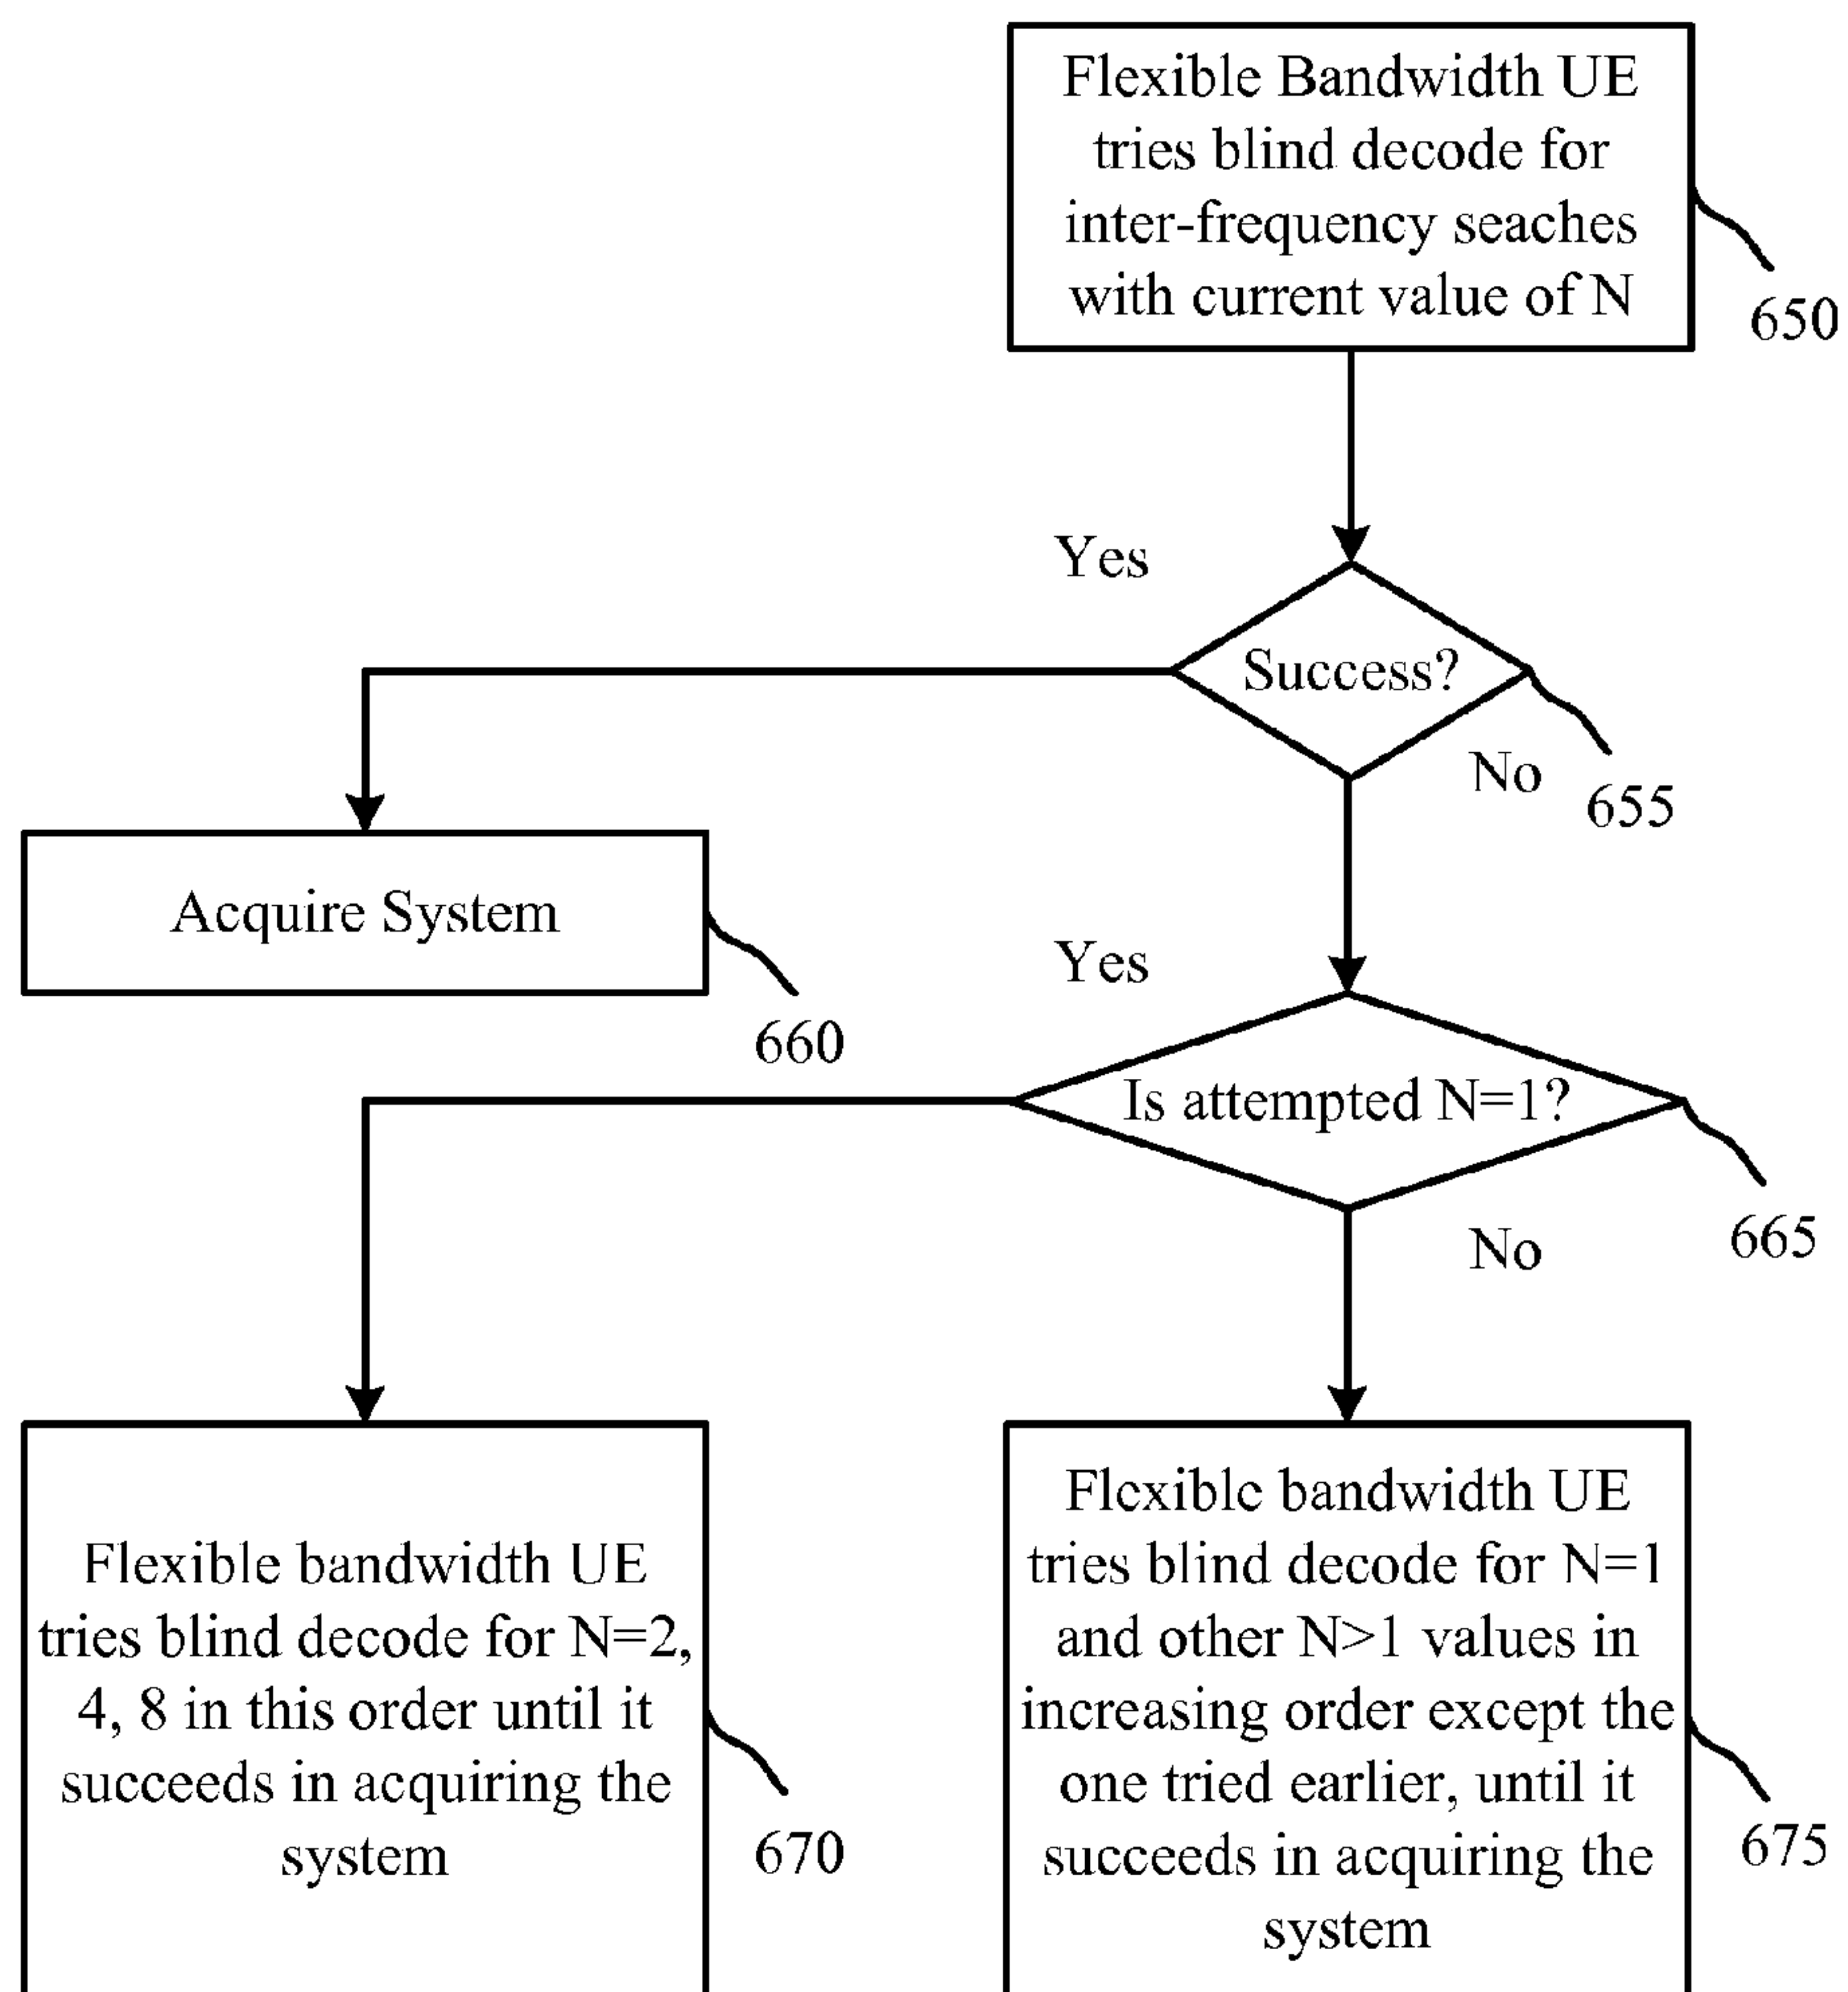 Flexible Bandwidth UE
tries blind decode for
inter-frequency seaches
with current value of N
650
Yes
Success?
No
655
Acquire System
660
Yes
Is attempted N=1?
665
No
Flexible bandwidth UE
tries blind decode for N=2,
4, 8 in this order until it
succeeds in acquiring the
system
670
Flexible bandwidth UE
tries blind decode for N=1
and other N>1 values in
increasing order except the
one tried earlier, until it
succeeds in acquiring the
system
675